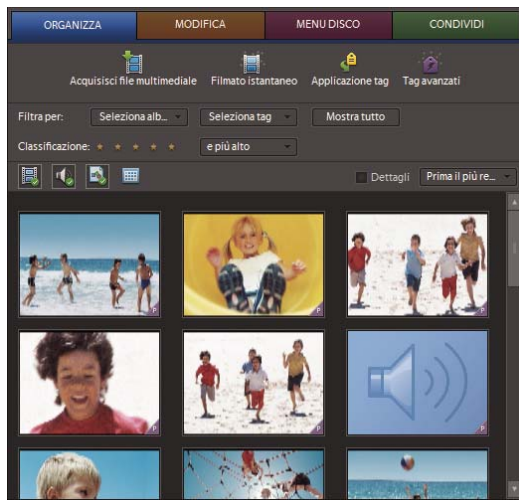 ORGANIZZA MODIFICA MENU DISCO CONDIVIDI
Acquisisci file multimediale Filmato istantaneo Applicazione tag Tag avanzati
Filtra per: Seleziona alb... Seleziona tag Mostra tutto
Classificazione: e più alto
Dettagli Prima il più re...
P P P
P P P